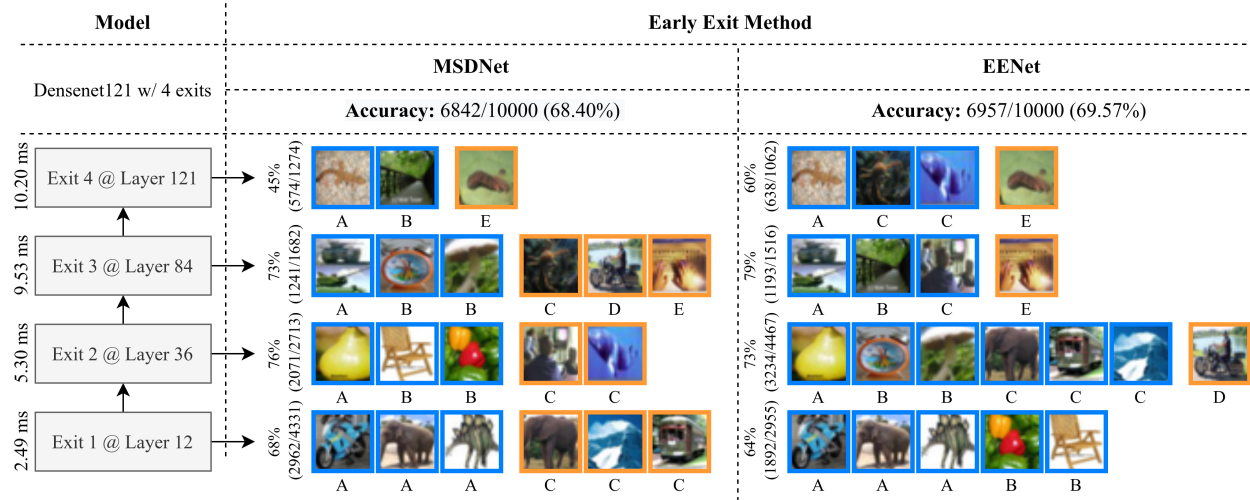 Model
Early Exit Method
Densenet121 w/ 4 exits
MSDNet
EENet
Accuracy: 6842/10000 (68.40%)
Accuracy: 6957/10000 (69.57%)
10.20 ms
Exit 4 @ Layer 121
45%
(574/1274)
A B E
60%
(638/1062)
A C C E
9.53 ms
Exit 3 @ Layer 84
73%
(1241/1682)
A B B C D E
79%
(1193/1516)
A B C E
5.30 ms
Exit 2 @ Layer 36
76%
(2071/2713)
A B B C C
73%
(3234/4467)
A B B C C C D
2.49 ms
Exit 1 @ Layer 12
68%
(2962/4331)
A A A C C C
64%
(1892/2955)
A A A B B